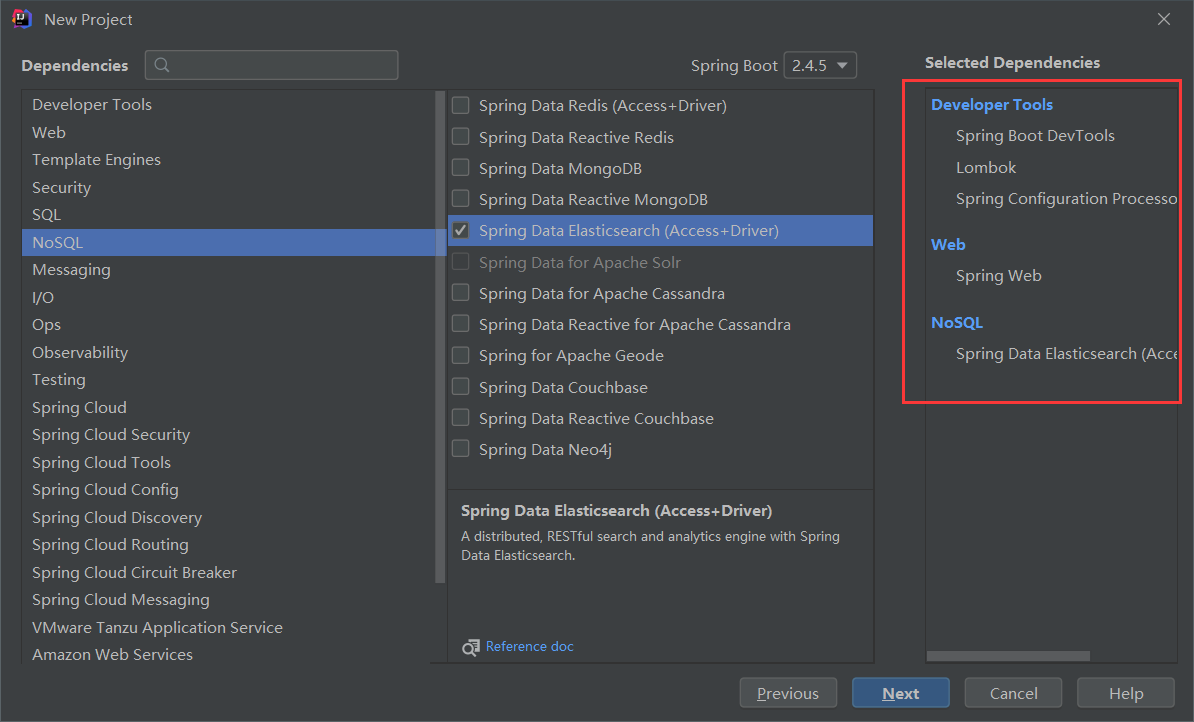 New Project
Dependencies
Spring Boot 2.4.5
Selected Dependencies
Developer Tools
Web
Template Engines
Security
SQL
NoSQL
Messaging
I/O
Ops
Observability
Testing
Spring Cloud
Spring Cloud Security
Spring Cloud Tools
Spring Cloud Config
Spring Cloud Discovery
Spring Cloud Routing
Spring Cloud Circuit Breaker
Spring Cloud Messaging
VMware Tanzu Application Service
Amazon Web Services
Spring Data Redis (Access+Driver)
Spring Data Reactive Redis
Spring Data MongoDB
Spring Data Reactive MongoDB
Spring Data Elasticsearch (Access+Driver)
Spring Data for Apache Solr
Spring Data for Apache Cassandra
Spring Data Reactive for Apache Cassandra
Spring for Apache Geode
Spring Data Couchbase
Spring Data Reactive Couchbase
Spring Data Neo4j
Spring Data Elasticsearch (Access+Driver)
A distributed, RESTful search and analytics engine with Spring
Data Elasticsearch.
Reference doc
Developer Tools
Spring Boot DevTools
Lombok
Spring Configuration Processo
Web
Spring Web
NoSQL
Spring Data Elasticsearch (Acce
Previous
Next
Cancel
Help